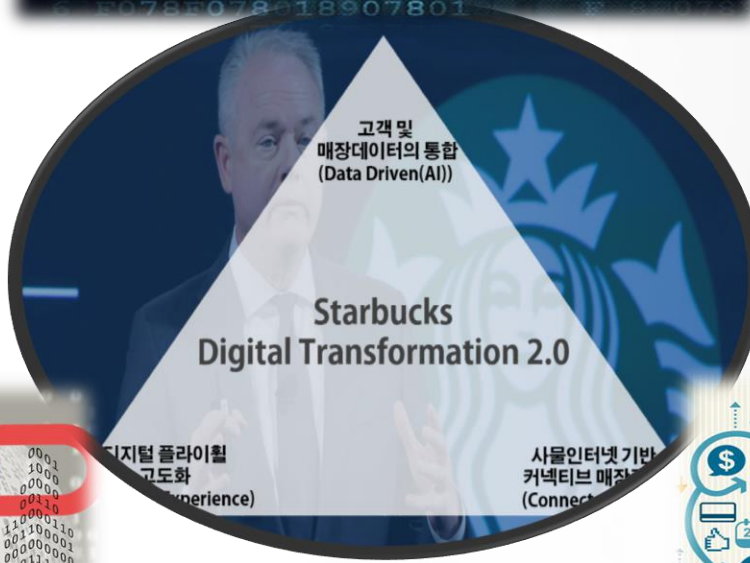 고객 및
매장데이터의 통합
(Data Driven(AI))
Starbucks
Digital Transformation 2.0
디지털 플라이휠
고도화
사물인터넷 기반
커넥티브 매장